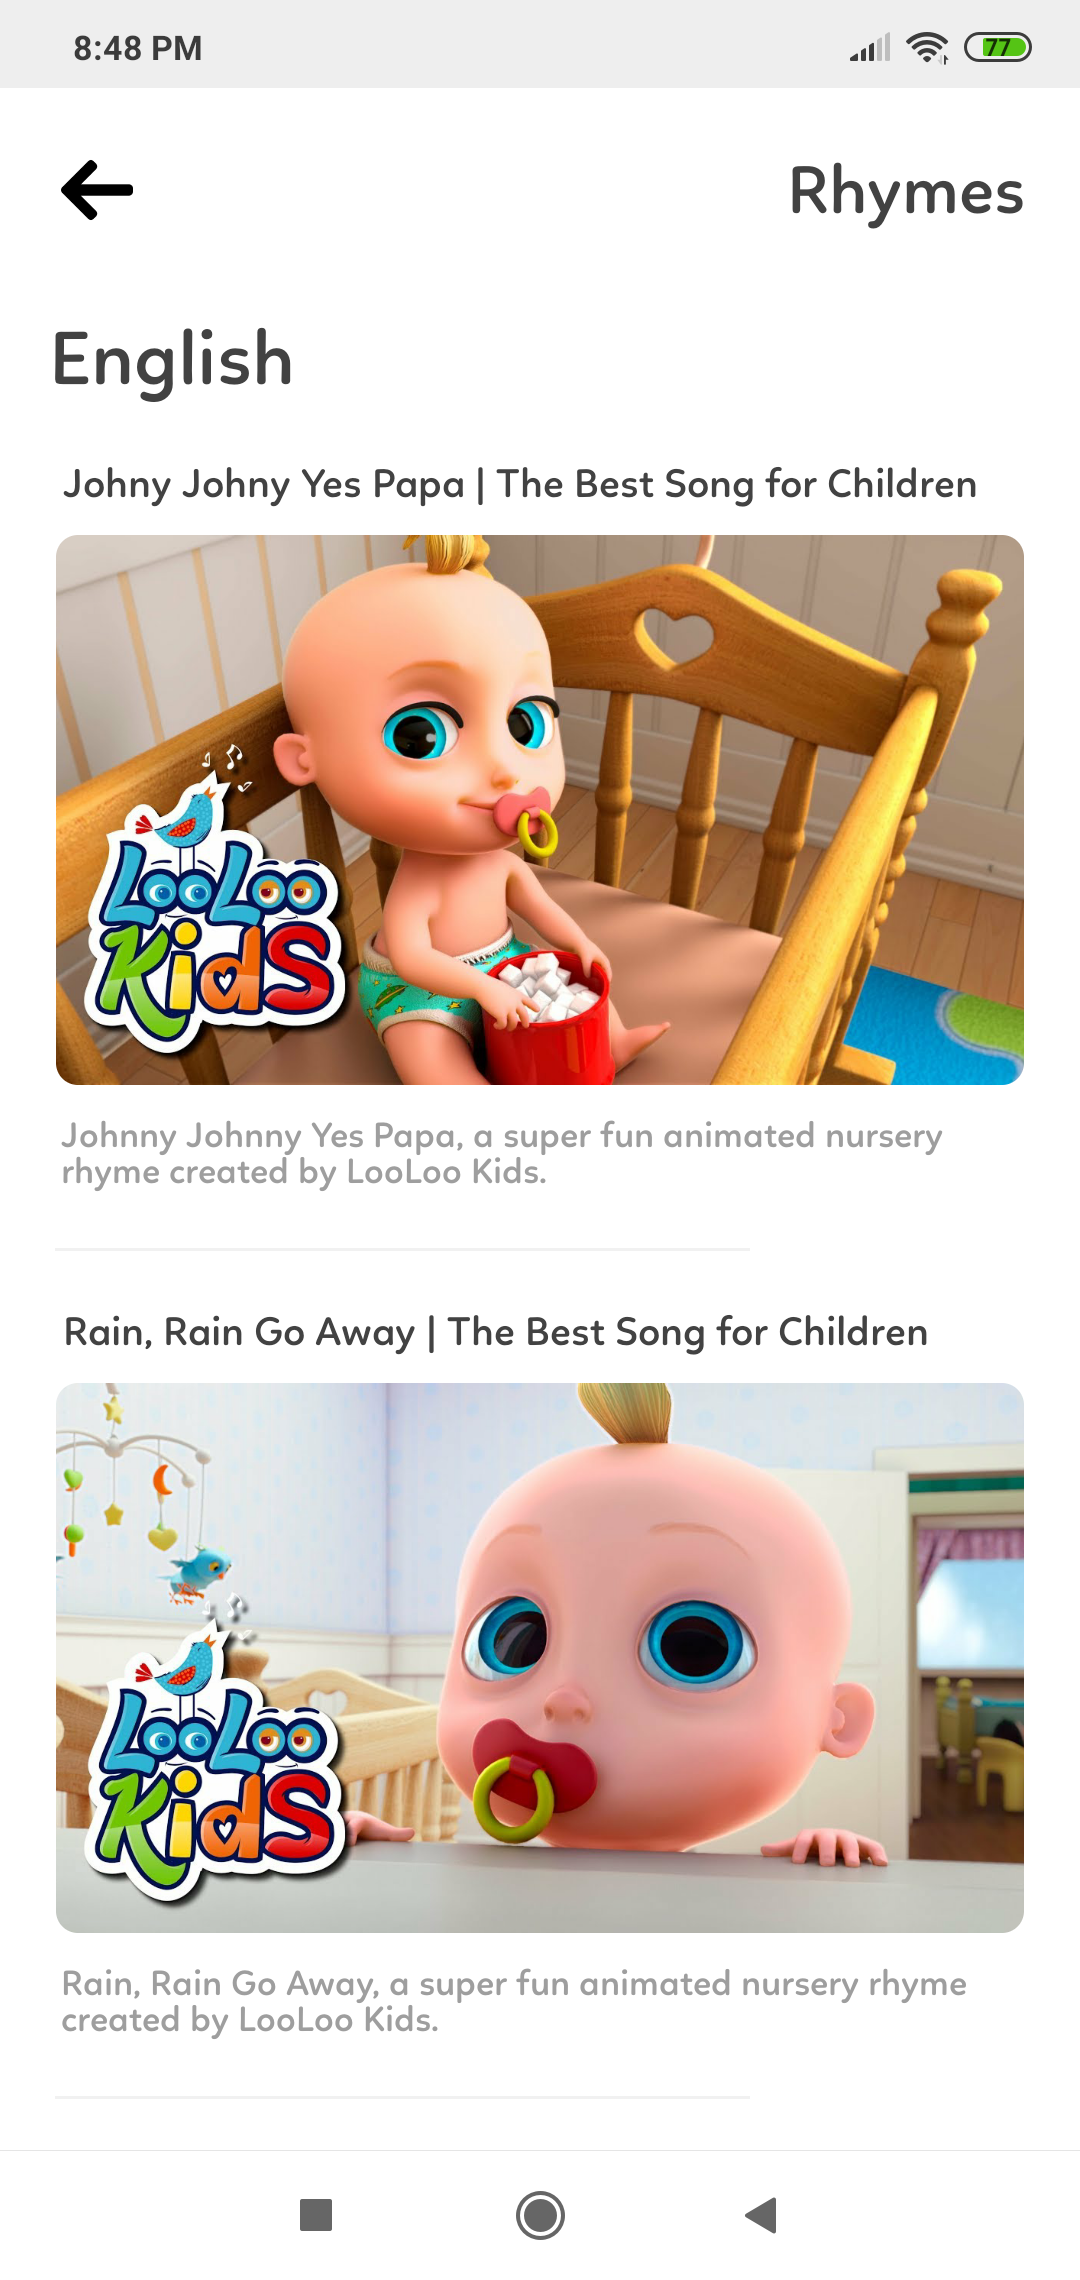 8:48 PM
77
Rhymes
English
Johny Johny Yes Papa | The Best Song for Children
LooLoo
Kids
Johnny Johnny Yes Papa, a super fun animated nursery
rhyme created by LooLoo Kids.
Rain, Rain Go Away | The Best Song for Children
LooLoo
Kids
Rain, Rain Go Away, a super fun animated nursery rhyme
created by LooLoo Kids.